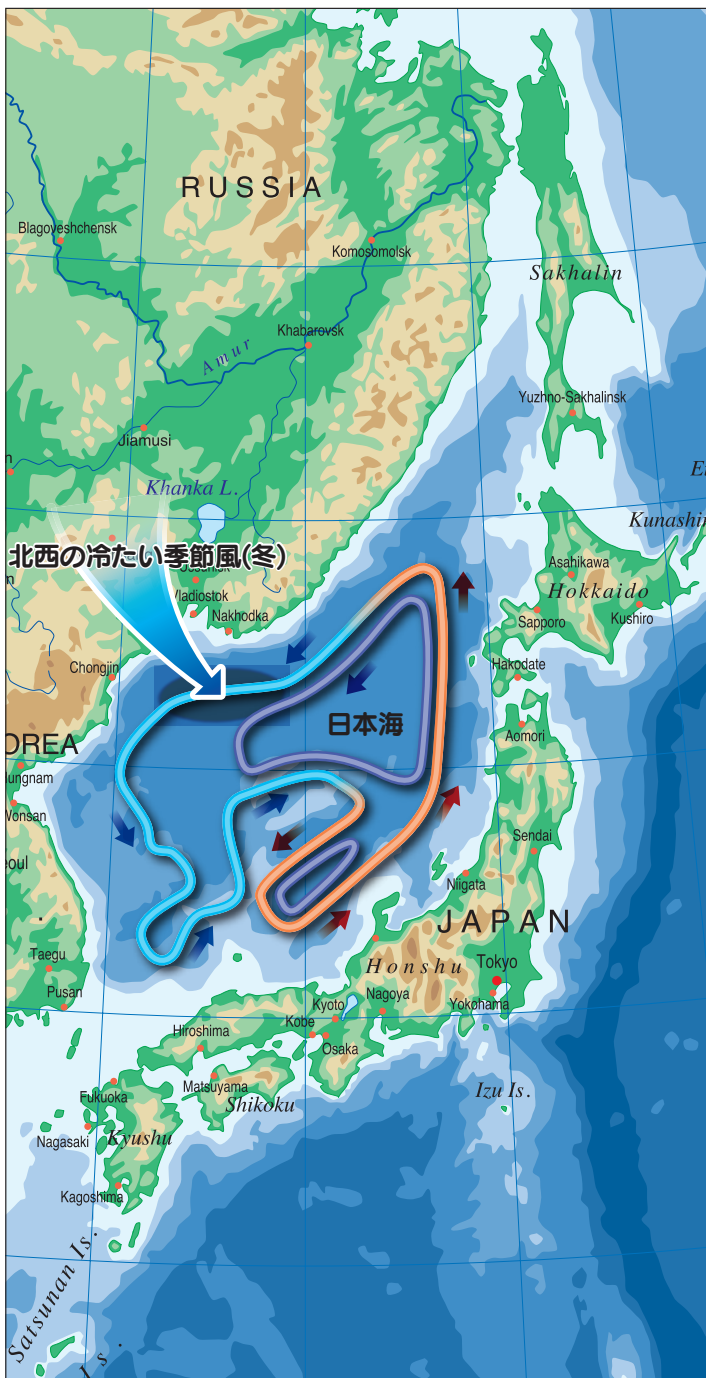 RUSSIA
Blagoveshchensk
Komosomolsk
Sakhalin
Khabarovsk
Amur
Yuzhno-Sakhalinsk
Jiamusi
Khanka L.
Kunashir
北西の冷たい季節風(冬)
Asahikawa
Hokkaido
Vladiostok
Nakhodka
Sapporo
Kushiro
Hakodate
Chongjin
日本海
Aomori
OREA
Wonsan
Sendai
eoul
Niigata
JAPAN
Taegu
Honshu
Tokyo
Pusan
Nagoya
Kyoto
Yokohama
Hiroshima
Kobe
Osaka
Matsuyama
Izu Is.
Fukuoka
Shikoku
Nagasaki
Kyushu
Kagoshima
Satsunan Is.
Is.